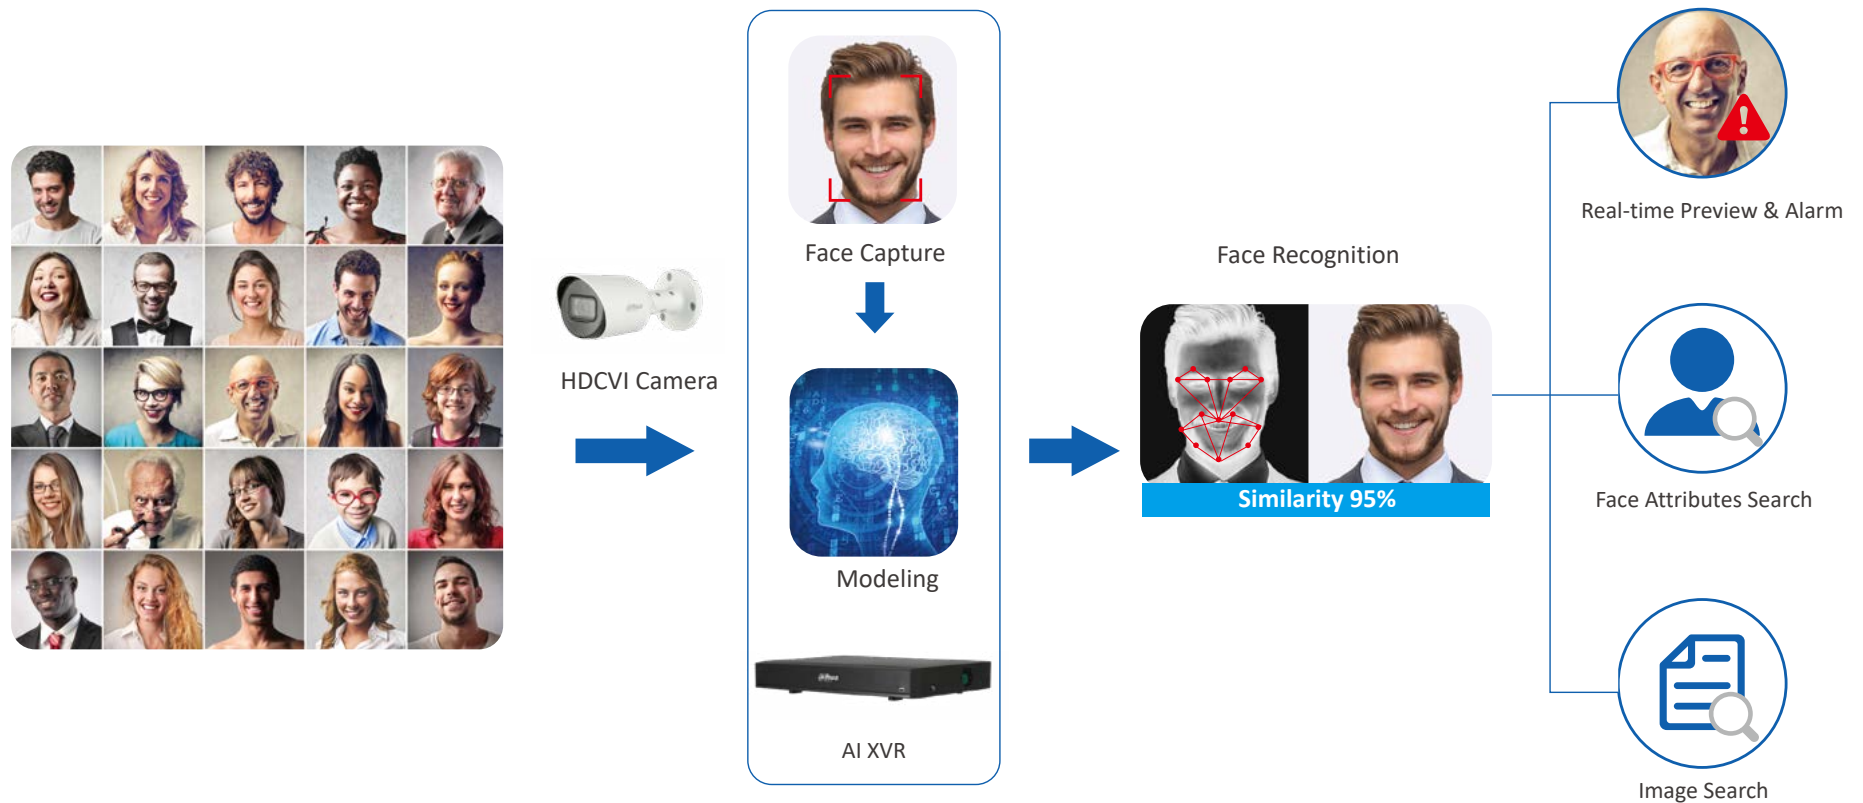 HDCVI Camera
Face Capture
Modeling
alhua
AI XVR
Face Recognition
Similarity 95%
Real-time Preview & Alarm
Face Attributes Search
Image Search